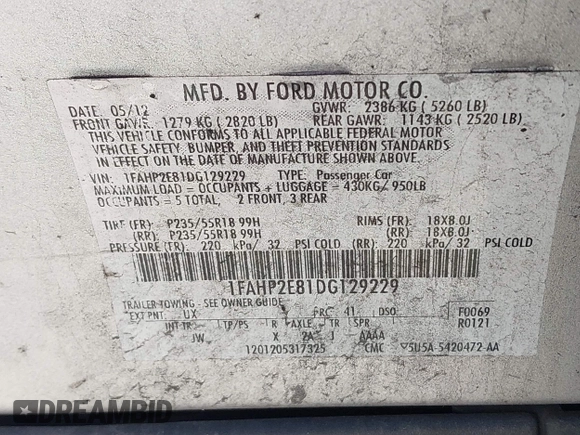 MFD. BY FORD MOTOR CO.
DATE: 05/12 GVWR: 2386 KG ( 5260 LB)
FRONT GAWR: 1279 KG ( 2820 LB) REAR GAWR: 1143 KG ( 2520 LB)
THIS VEHICLE CONFORMS TO ALL APPLICABLE FEDERAL MOTOR
VEHICLE SAFETY, BUMPER, AND THEFT PREVENTION STANDARDS
IN EFFECT ON THE DATE OF MANUFACTURE SHOWN ABOVE.
VIN: 1FAHP2E81DG129229 TYPE: Passenger Car
MAXIMUM LOAD = OCCUPANTS + LUGGAGE = 430KG/ 950LB
OCCUPANTS = 5 TOTAL, 2 FRONT, 3 REAR
TIRE (FR): P235/55R18 99H RIMS (FR): 18X8.0J
(RR): P235/55R18 99H (RR): 18X8.0J
PRESSURE (FR): 220 kPa/ 32 PSI COLD (RR): 220 kPa/ 32 PSI COLD
1FAHP2E81DG129229
TRAILER TOWING - SEE OWNER GUIDE
EXT PNT: UX RC: 41 DSO: F0069
INT TR TP/PS R AXLE TR SPR R0121
JW X 2A J AAAA
1201205317325 CMC 5U5A-5420472-AA
DREAMBID